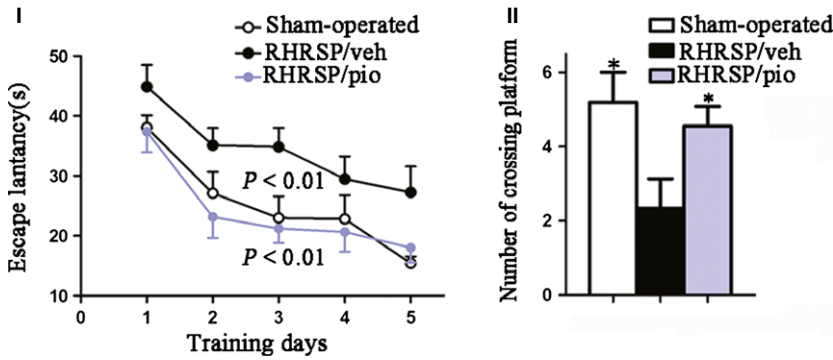 I
Sham-operated
RHRSP/veh
RHRSP/pio
Escape lantancy(s)
50
40
30
20
10
P < 0.01
P < 0.01
0
1
2
3
4
5
Training days
II
Sham-operated
RHRSP/veh
RHRSP/pio
Number of crossing platform
6
4
2
0
*
*